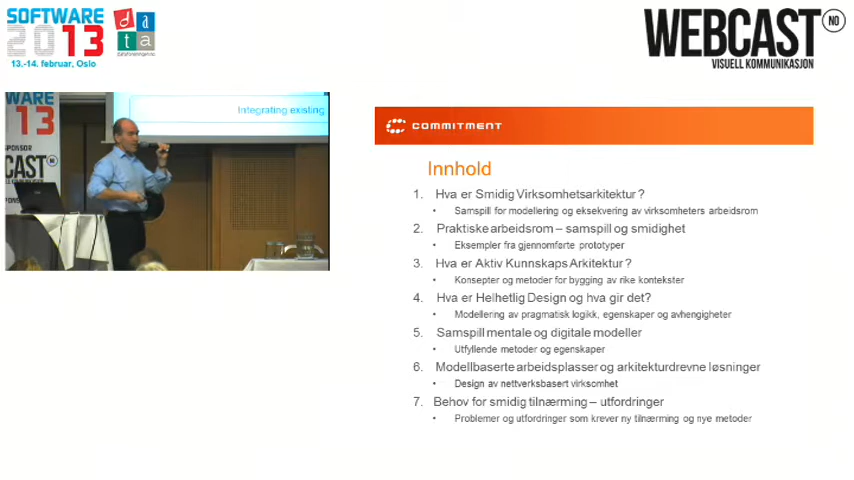 SOFTWARE
2013
13.-14. februar, Oslo
data
WEBCAST NO
VISUELL KOMMUNIKASJON
WARE
13
SPONSOR
CAST
Integrating existing
COMMITMENT
Innhold
1. Hva er Smidig Virksomhetsarkitektur ?
• Samspill for modellering og eksekvering av virksomheters arbeidsrom
2. Praktiske arbeidsrom – samspill og smidighet
• Eksempler fra gjennomførte prototyper
3. Hva er Aktiv Kunnskaps Arkitektur ?
• Konsepter og metoder for bygging av rike kontekster
4. Hva er Helhetlig Design og hva gir det?
• Modellering av pragmatisk logikk, egenskaper og avhengigheter
5. Samspill mentale og digitale modeller
• Utfyllende metoder og egenskaper
6. Modellbaserte arbeidsplasser og arkitekturdrevne løsninger
• Design av nettverksbasert virksomhet
7. Behov for smidig tilnærming – utfordringer
• Problemer og utfordringer som krever ny tilnærming og nye metoder